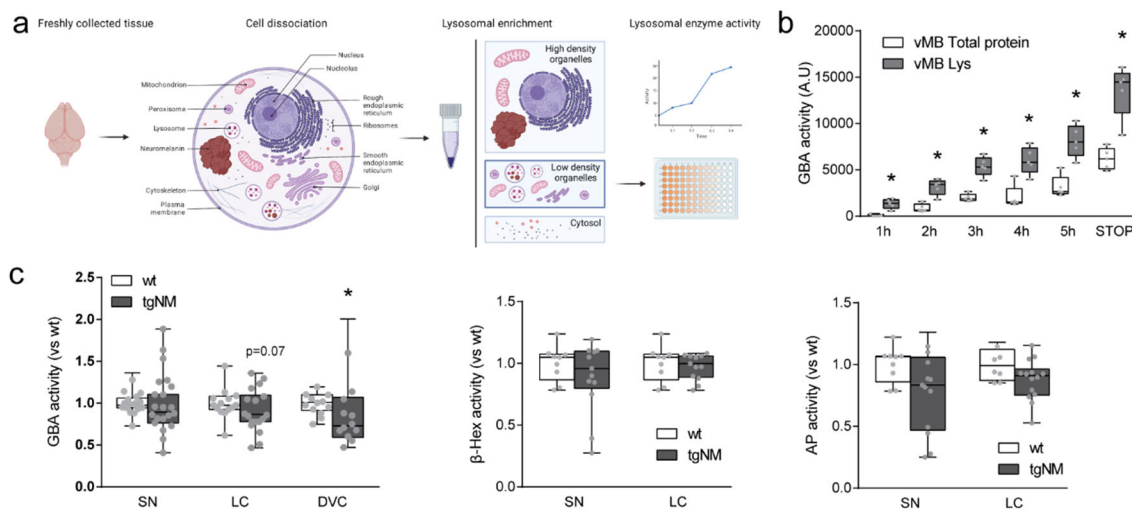 a
Freshly collected tissue
Cell dissociation
Lysosomal enrichment
Lysosomal enzyme activity
Nucleus
Nucleolus
Mitochondrion
Peroxisome
Lysosome
Neuromelanin
Cytoskeleton
Plasma membrane
Rough endoplasmic reticulum
Ribosomes
Smooth endoplasmic reticulum
Golgi
High density
organelles
Low density
organelles
Cytosol
Activity
Time
b
GBA activity (A.U)
20000
15000
10000
5000
0
vMB Total protein
vMB Lys
* * * * * *
1h 2h 3h 4h 5h STOP
c
GBA activity (vs wt)
2.5
2.0
1.5
1.0
0.5
0.0
wt
tgNM
p=0.07
*
SN LC DVC
β-Hex activity (vs wt)
1.5
1.0
0.5
0.0
wt
tgNM
SN LC
AP activity (vs wt)
1.5
1.0
0.5
0.0
wt
tgNM
SN LC